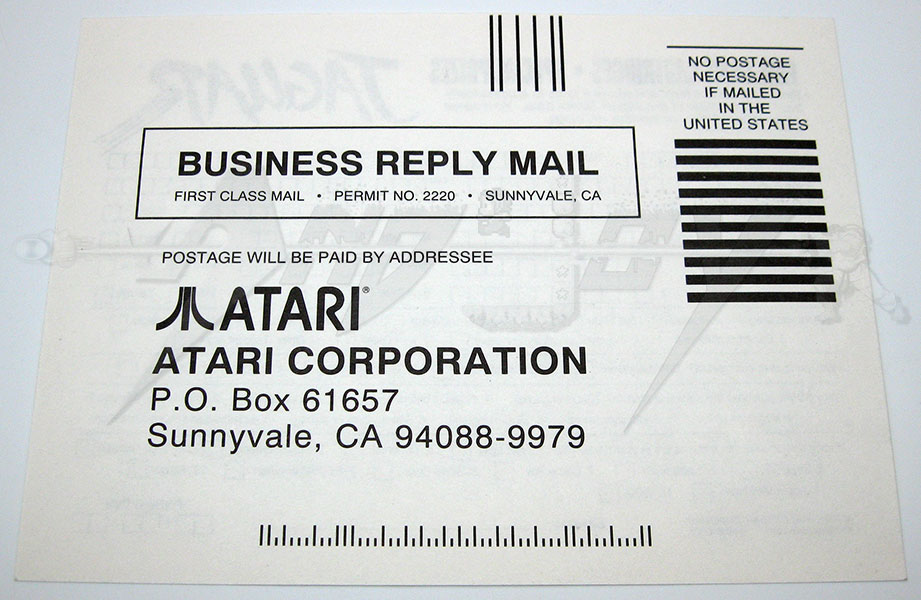 NO POSTAGE
NECESSARY
IF MAILED
IN THE
UNITED STATES
BUSINESS REPLY MAIL
FIRST CLASS MAIL • PERMIT NO. 2220 • SUNNYVALE, CA
POSTAGE WILL BE PAID BY ADDRESSEE
ATARI®
ATARI CORPORATION
P.O. Box 61657
Sunnyvale, CA 94088-9979